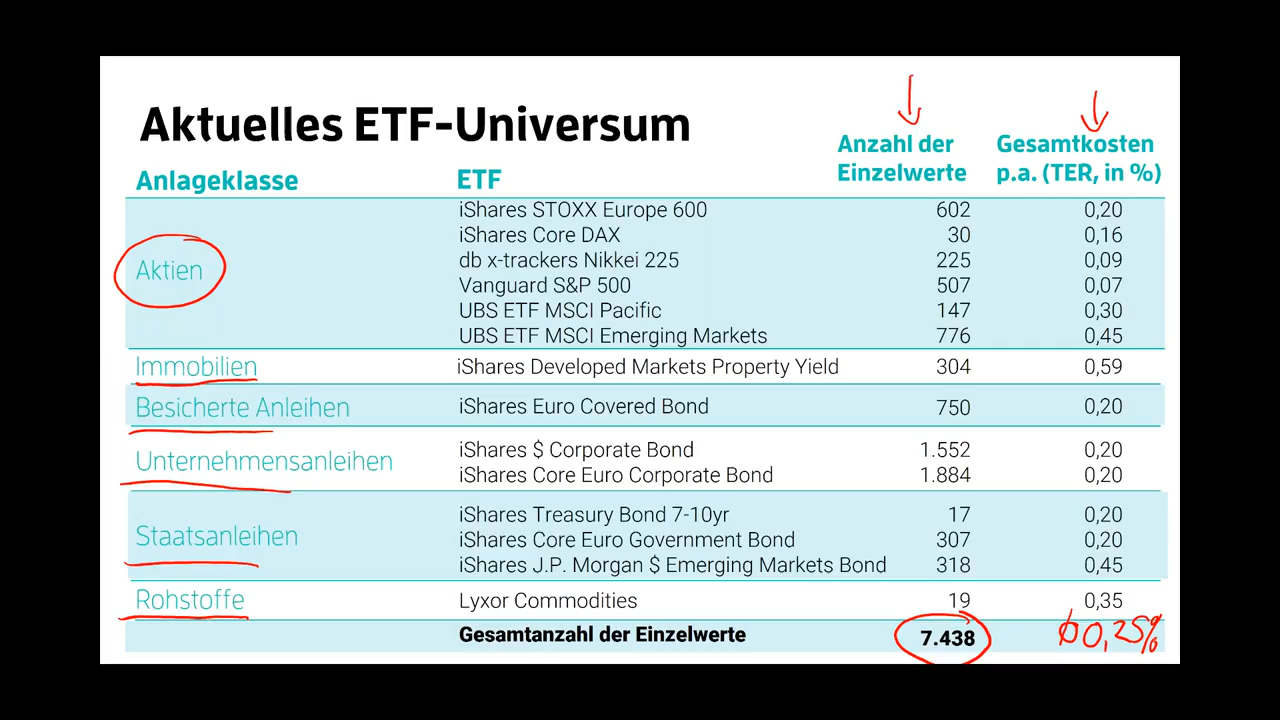 Aktuelles ETF-Universum
Anlageklasse ETF Anzahl der Einzelwerte Gesamtkosten p.a. (TER, in %)
Aktien
iShares STOXX Europe 600 602 0,20
iShares Core DAX 30 0,16
db x-trackers Nikkei 225 225 0,09
Vanguard S&P 500 507 0,07
UBS ETF MSCI Pacific 147 0,30
UBS ETF MSCI Emerging Markets 776 0,45
Immobilien iShares Developed Markets Property Yield 304 0,59
Besicherte Anleihen iShares Euro Covered Bond 750 0,20
Unternehmensanleihen
iShares $ Corporate Bond 1.552 0,20
iShares Core Euro Corporate Bond 1.884 0,20
Staatsanleihen
iShares Treasury Bond 7-10yr 17 0,20
iShares Core Euro Government Bond 307 0,20
iShares J.P. Morgan $ Emerging Markets Bond 318 0,45
Rohstoffe Lyxor Commodities 19 0,35
Gesamtanzahl der Einzelwerte 7.438 Ø 0,25%